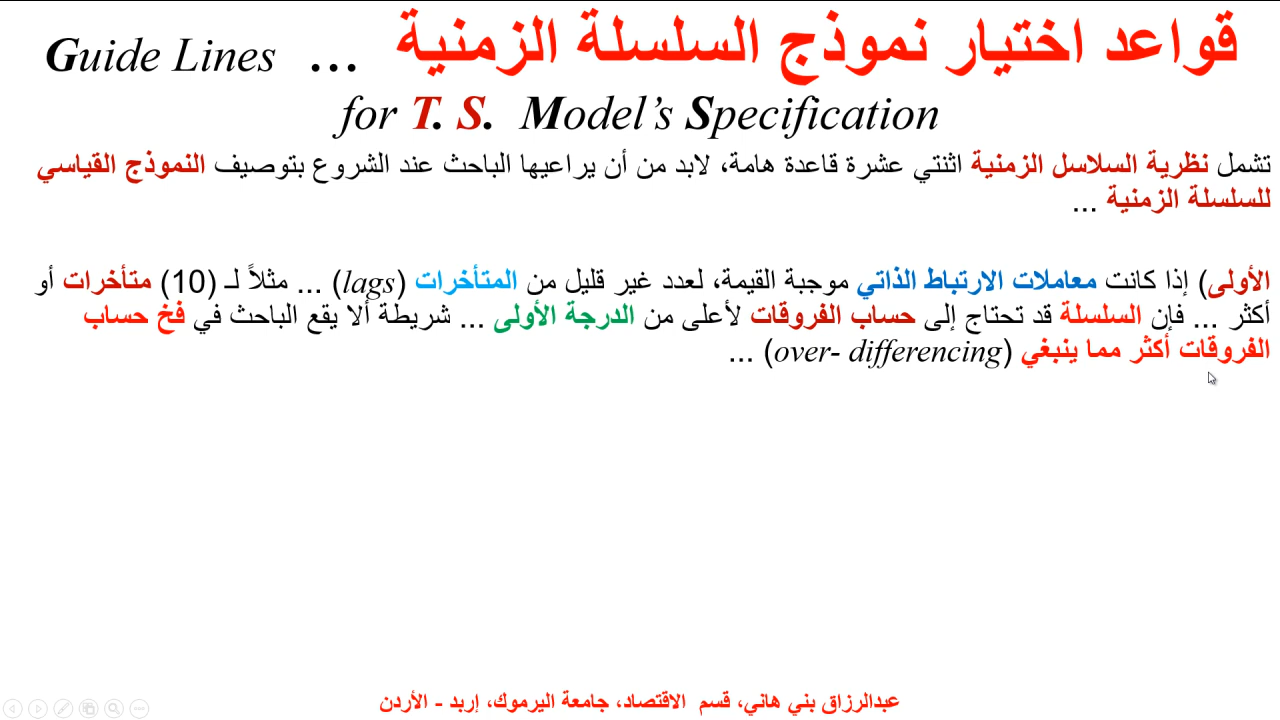 قواعد اختيار نموذج السلسلة الزمنية ... Guide Lines
for T. S. Model’s Specification
تشمل نظرية السلاسل الزمنية اثنتي عشرة قاعدة هامة، لابد من أن يراعيها الباحث عند الشروع بتوصيف النموذج القياسي
للسلسلة الزمنية ...
الأولى) إذا كانت معاملات الارتباط الذاتي موجبة القيمة، لعدد غير قليل من المتأخرات (lags) ... مثلاً لـ (10) متأخرات أو
أكثر ... فإن السلسلة قد تحتاج إلى حساب الفروقات لأعلى من الدرجة الأولى ... شريطة ألا يقع الباحث في فخ حساب
الفروقات أكثر مما ينبغي (over- differencing) ...
عبدالرزاق بني هاني، قسم الاقتصاد، جامعة اليرموك، إربد - الأردن